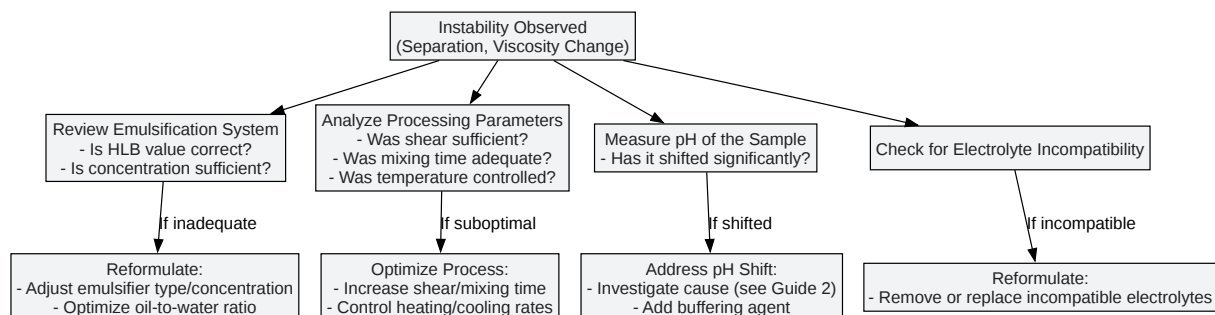 Instability Observed
(Separation, Viscosity Change)
Review Emulsification System
- Is HLB value correct?
- Is concentration sufficient?
Analyze Processing Parameters
- Was shear sufficient?
- Was mixing time adequate?
- Was temperature controlled?
Measure pH of the Sample
- Has it shifted significantly?
Check for Electrolyte Incompatibility
If inadequate
If suboptimal
If shifted
If incompatible
Reformulate:
- Adjust emulsifier type/concentration
- Optimize oil-to-water ratio
Optimize Process:
- Increase shear/mixing time
- Control heating/cooling rates
Address pH Shift:
- Investigate cause (see Guide 2)
- Add buffering agent
Reformulate:
- Remove or replace incompatible electrolytes